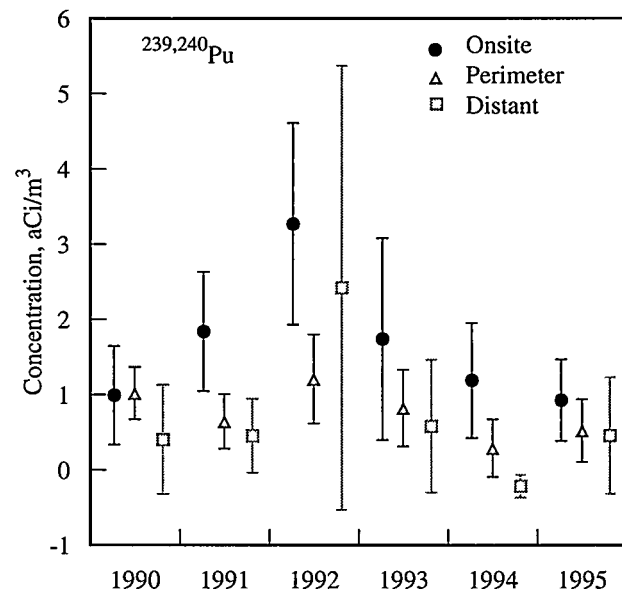 6
5
4
3
2
1
0
-1
Concentration, aCi/m³
²³⁹,²⁴⁰Pu
Onsite
Perimeter
Distant
1990 1991 1992 1993 1994 1995